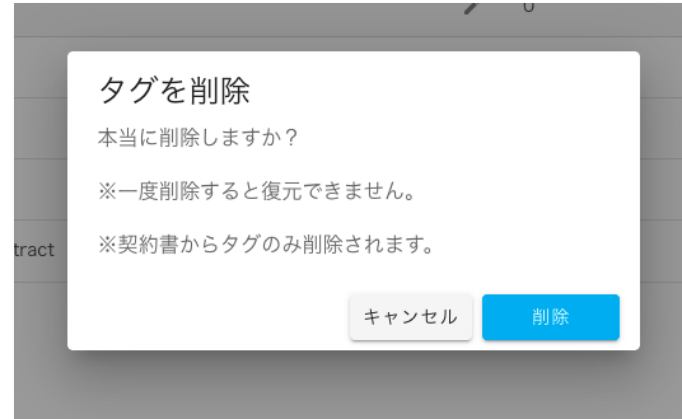 タグを削除
本当に削除しますか？
※一度削除すると復元できません。
tract
※契約書からタグのみ削除されます。
キャンセル
削除